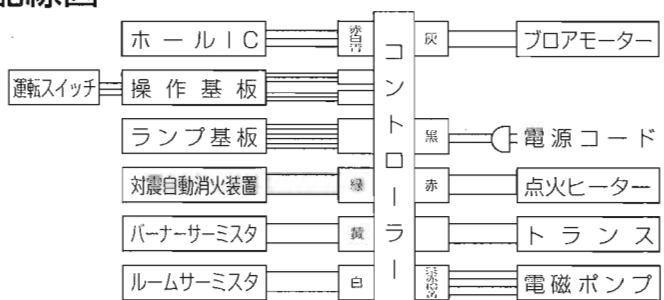 ホールIC 赤白青 灰 ブロアモーター
運転スイッチ 操作基板
ランプ基板 黒 電源コード
コントローラー
対震自動消火装置 緑 赤 点火ヒーター
バーナーサーミスタ 黄 トランス
ルームサーミスタ 白 電磁ポンプ